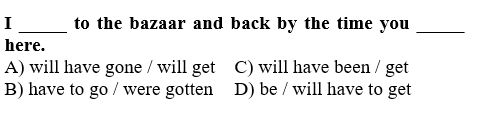 I _____ to the bazaar and back by the time you _____
here.
A) will have gone / will get C) will have been / get
B) have to go / were gotten D) be / will have to get